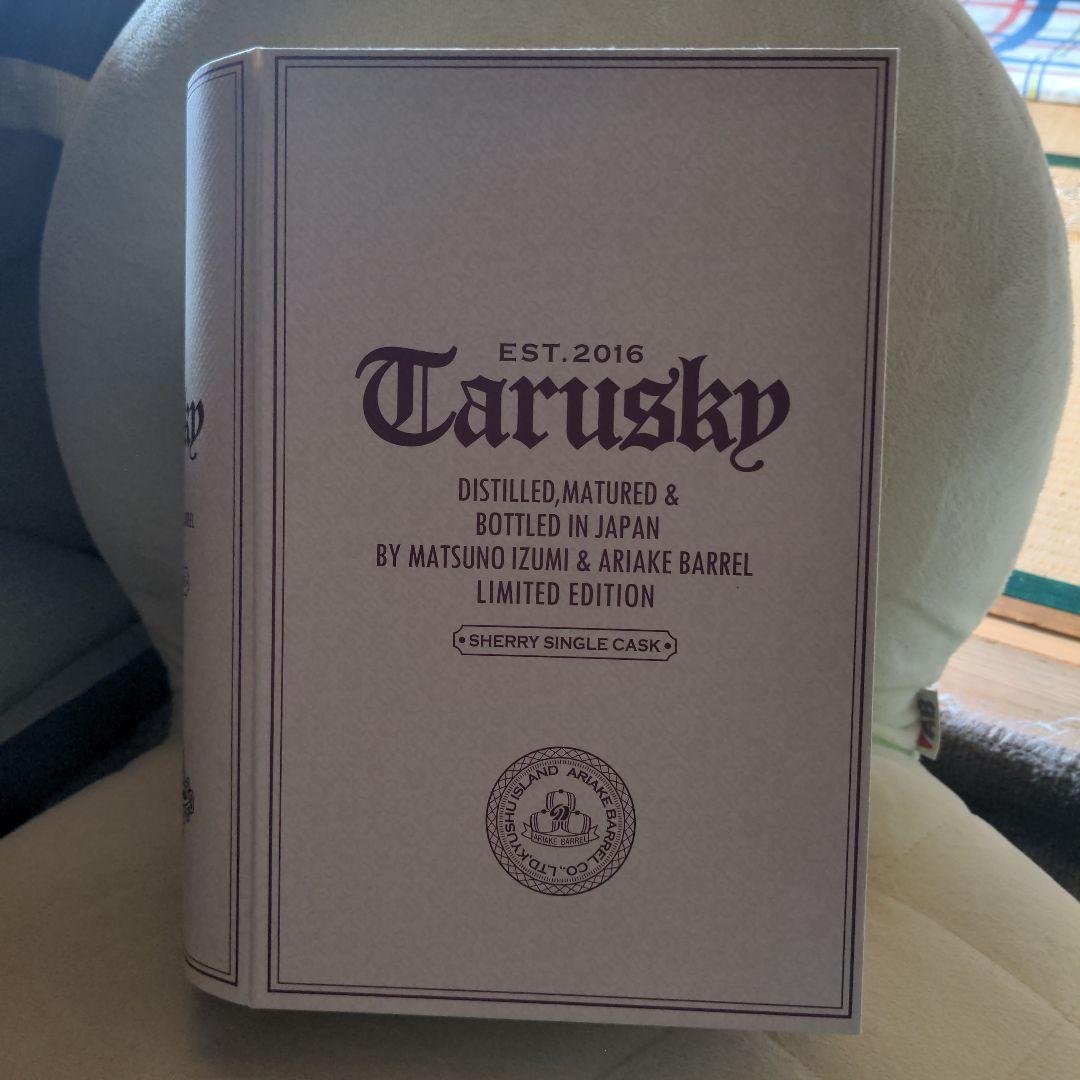 EST.2016
Tarusky
DISTILLED,MATURED &
BOTTLED IN JAPAN
BY MATSUNO IZUMI & ARIAKE BARREL
LIMITED EDITION
• SHERRY SINGLE CASK •
KYUSHU ISLAND ARIAKE BARREL CO.,LTD.
ARIAKE BARREL